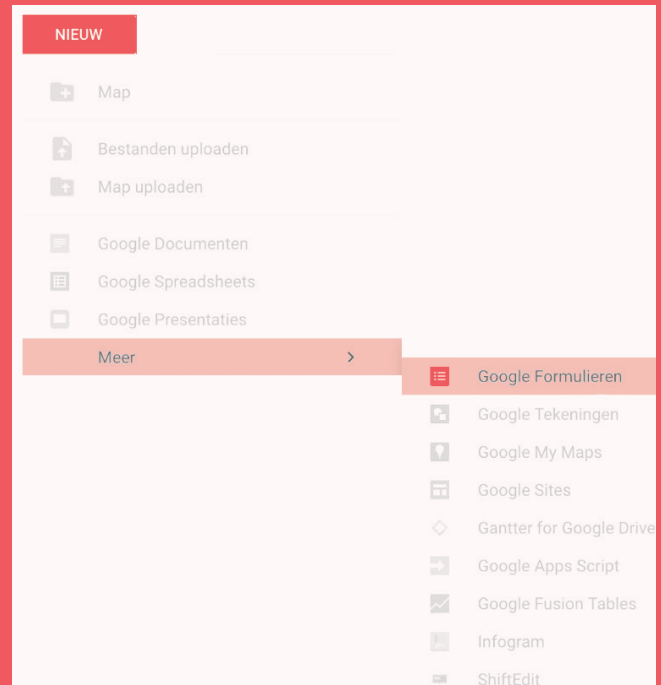 NIEUW
Map
Bestanden uploaden
Map uploaden
Google Documenten
Google Spreadsheets
Google Presentaties
Meer
Google Formulieren
Google Tekeningen
Google My Maps
Google Sites
Gantter for Google Drive
Google Apps Script
Google Fusion Tables
Infogram
ShiftEdit